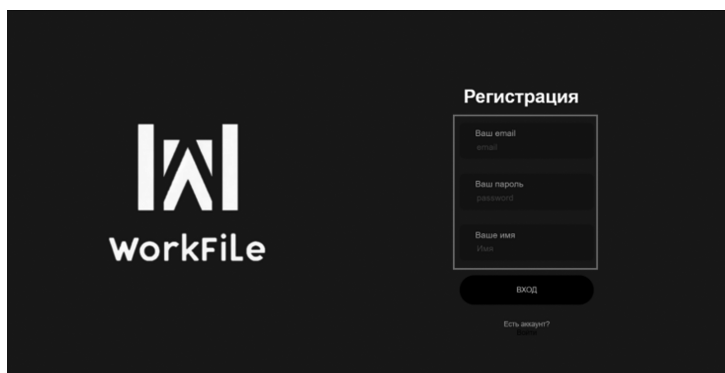 WorkFile
Регистрация
Ваш email
email
Ваш пароль
password
Ваше имя
Имя
ВХОД
Есть аккаунт?